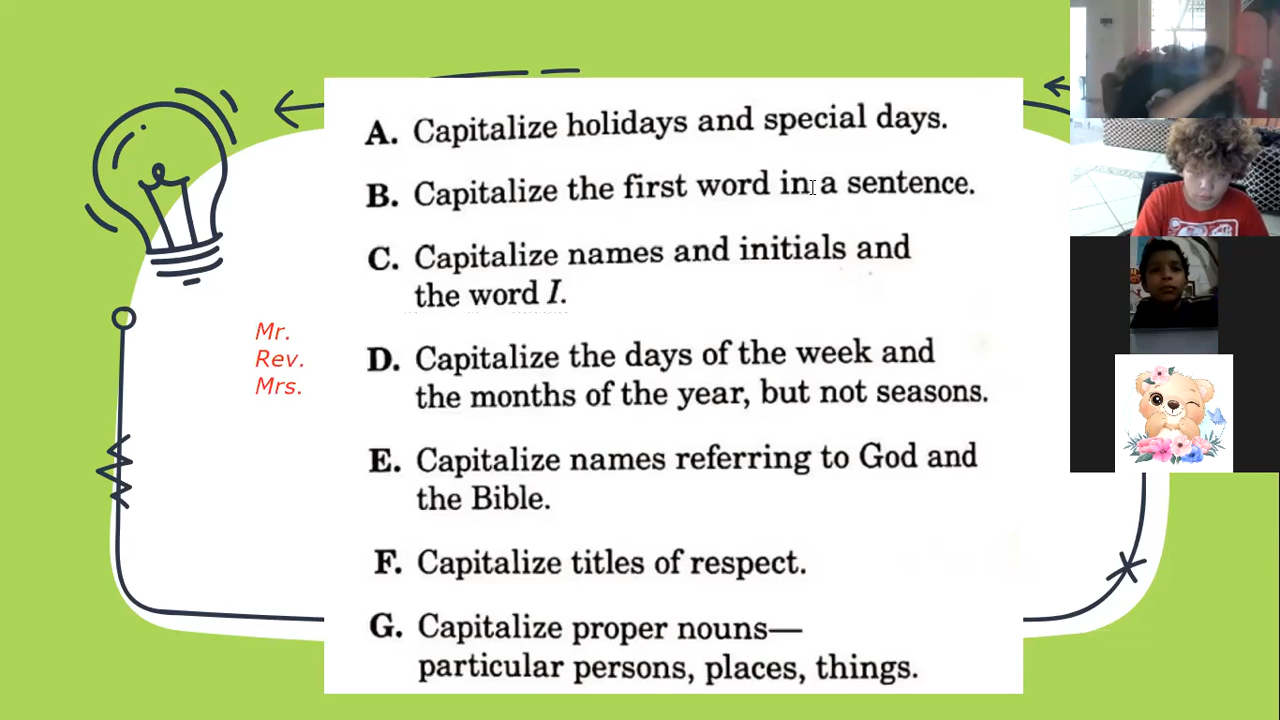 A. Capitalize holidays and special days.
B. Capitalize the first word in a sentence.
C. Capitalize names and initials and
the word I.
Mr.
Rev.
Mrs.
D. Capitalize the days of the week and
the months of the year, but not seasons.
E. Capitalize names referring to God and
the Bible.
F. Capitalize titles of respect.
G. Capitalize proper nouns—
particular persons, places, things.